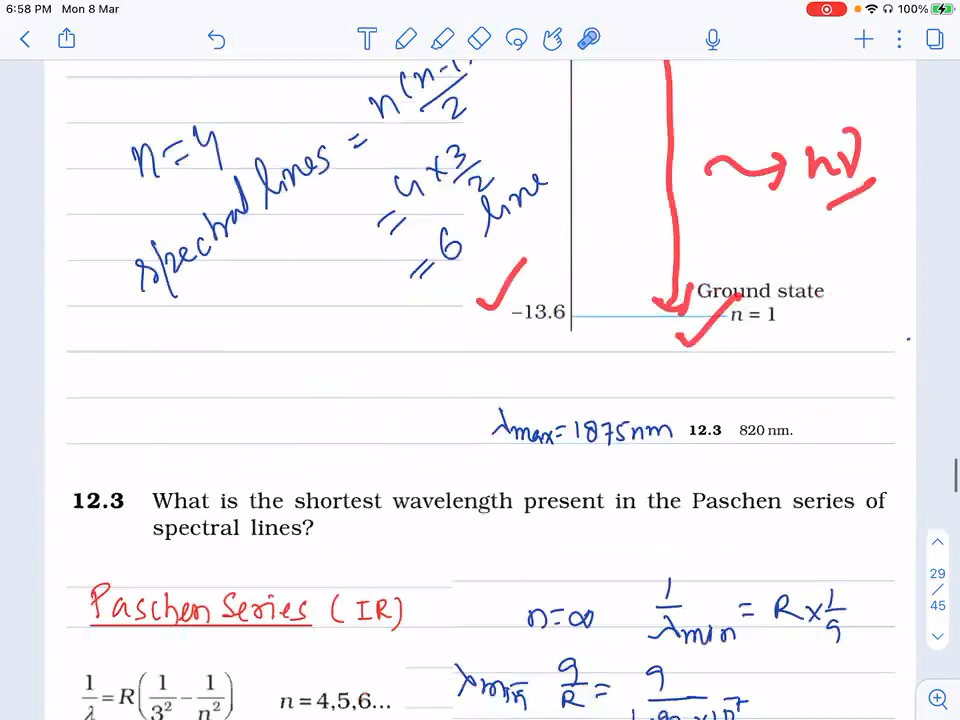 6:58 PM Mon 8 Mar
100%
n(n-1)/2
n=4
spectral lines =
= 4 × 3/2
= 6 line
hν
Ground state
-13.6
n = 1
λmax = 1875nm 12.3 820 nm.
12.3 What is the shortest wavelength present in the Paschen series of
spectral lines?
Paschen Series (IR)
n=∞ 1/λmin = R × 1/9
1/λ = R(1/3² − 1/n²) n = 4,5,6...
λmin = 9/R = 9
29
/
45